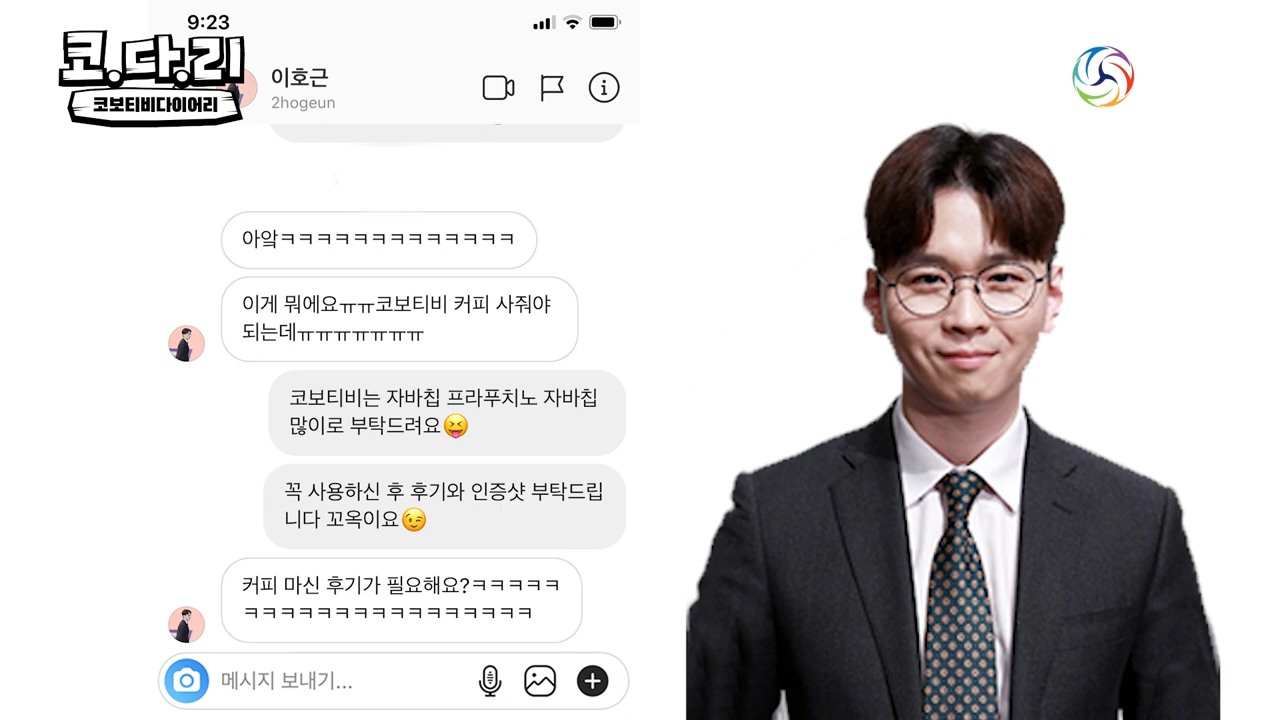 9:23
코.다.리
코보티비다이어리
이호근
2hogeun
아앜ㅋㅋㅋㅋㅋㅋㅋㅋㅋㅋㅋㅋㅋ
이게 뭐에요ㅠㅠ코보티비 커피 사줘야
되는데ㅠㅠㅠㅠㅠㅠㅠ
코보티비는 자바칩 프라푸치노 자바칩
많이로 부탁드려요😝
꼭 사용하신 후 후기와 인증샷 부탁드립
니다 꼬옥이요😉
커피 마신 후기가 필요해요?ㅋㅋㅋㅋㅋ
ㅋㅋㅋㅋㅋㅋㅋㅋㅋㅋㅋㅋㅋㅋㅋㅋ
메시지 보내기...